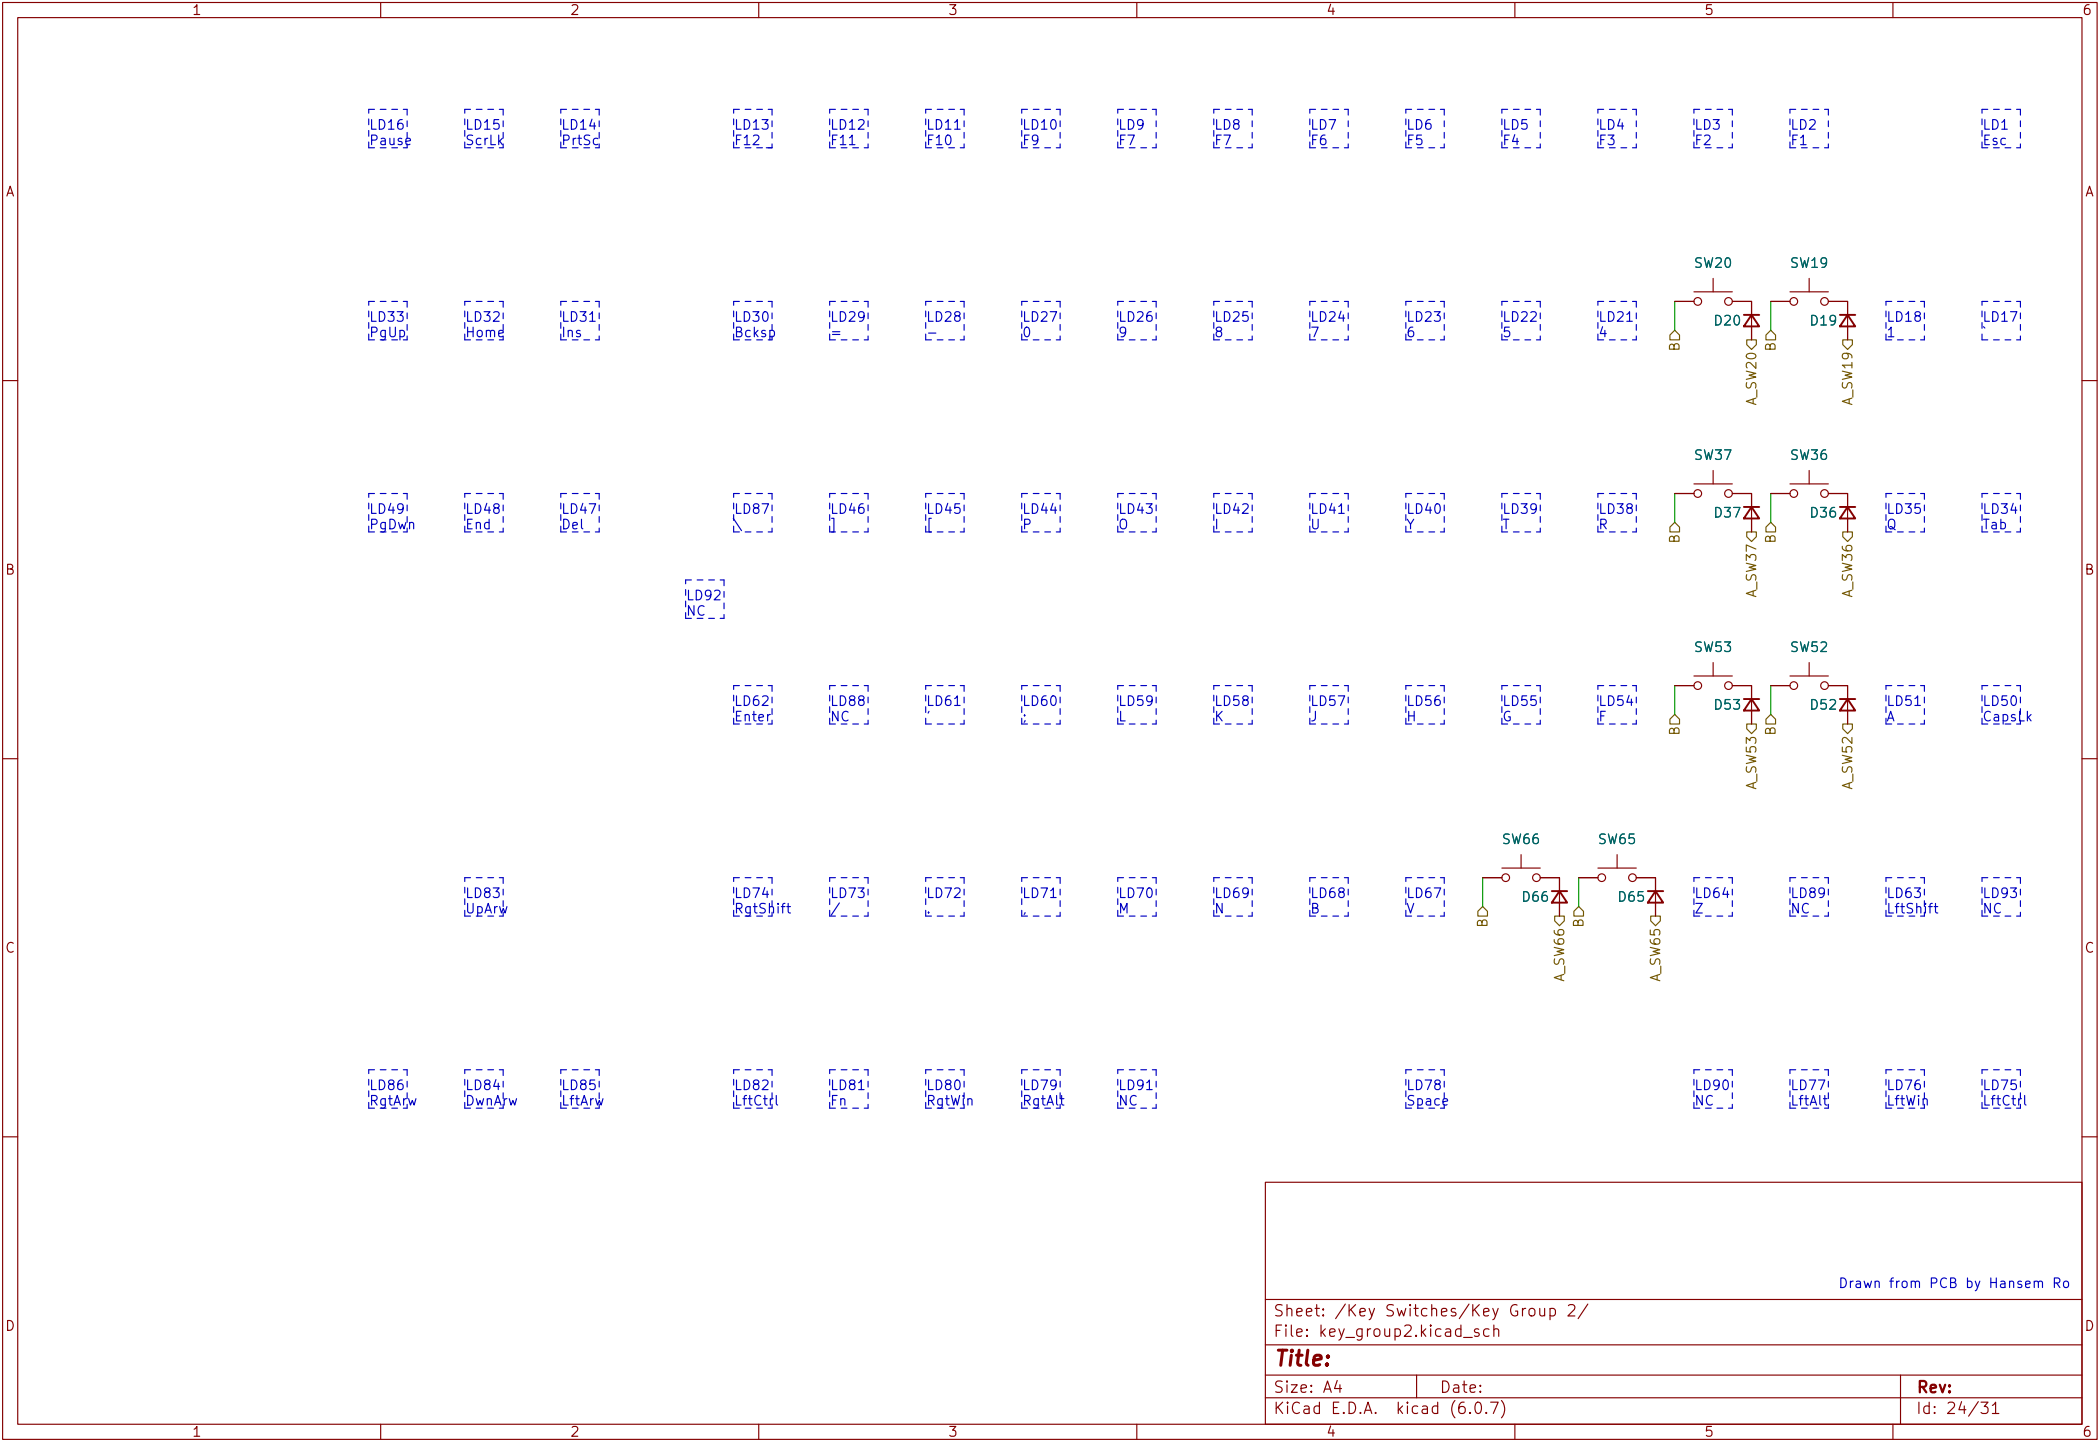 1 2 3 4 5 6
LD16 LD15 LD14 LD13 LD12 LD11 LD10 LD9 LD8 LD7 LD6 LD5 LD4 LD3 LD2 LD1
Pause ScrLk PrtSc F12 F11 F10 F9 F7 F7 F6 F5 F4 F3 F2 F1 Esc
A A
SW20 SW19
LD33 LD32 LD31 LD30 LD29 LD28 LD27 LD26 LD25 LD24 LD23 LD22 LD21 D20 D19 LD18 LD17
PgUp Home Ins Bcksp = - 0 9 8 7 6 5 4 1 `
B B
A_SW20 A_SW19
SW37 SW36
LD49 LD48 LD47 LD87 LD46 LD45 LD44 LD43 LD42 LD41 LD40 LD39 LD38 D37 D36 LD35 LD34
PgDwn End Del \ ] [ P O I U Y T R Q Tab
B B
A_SW37 A_SW36
B B
LD92
NC
SW53 SW52
LD62 LD88 LD61 LD60 LD59 LD58 LD57 LD56 LD55 LD54 D53 D52 LD51 LD50
Enter NC ' ; L K J H G F A CapsLk
B B
A_SW53 A_SW52
SW66 SW65
LD83 LD74 LD73 LD72 LD71 LD70 LD69 LD68 LD67 D66 D65 LD64 LD89 LD63 LD93
UpArw RgtShift / . , M N B V Z NC LftShift NC
B B
A_SW66 A_SW65
C C
LD86 LD84 LD85 LD82 LD81 LD80 LD79 LD91 LD78 LD90 LD77 LD76 LD75
RgtArw DwnArw LftArw LftCtrl Fn RgtWin RgtAlt NC Space NC LftAlt LftWin LftCtrl
Drawn from PCB by Hansem Ro
Sheet: /Key Switches/Key Group 2/
File: key_group2.kicad_sch
D D
Title:
Size: A4 Date: Rev:
KiCad E.D.A. kicad (6.0.7) Id: 24/31
1 2 3 4 5 6